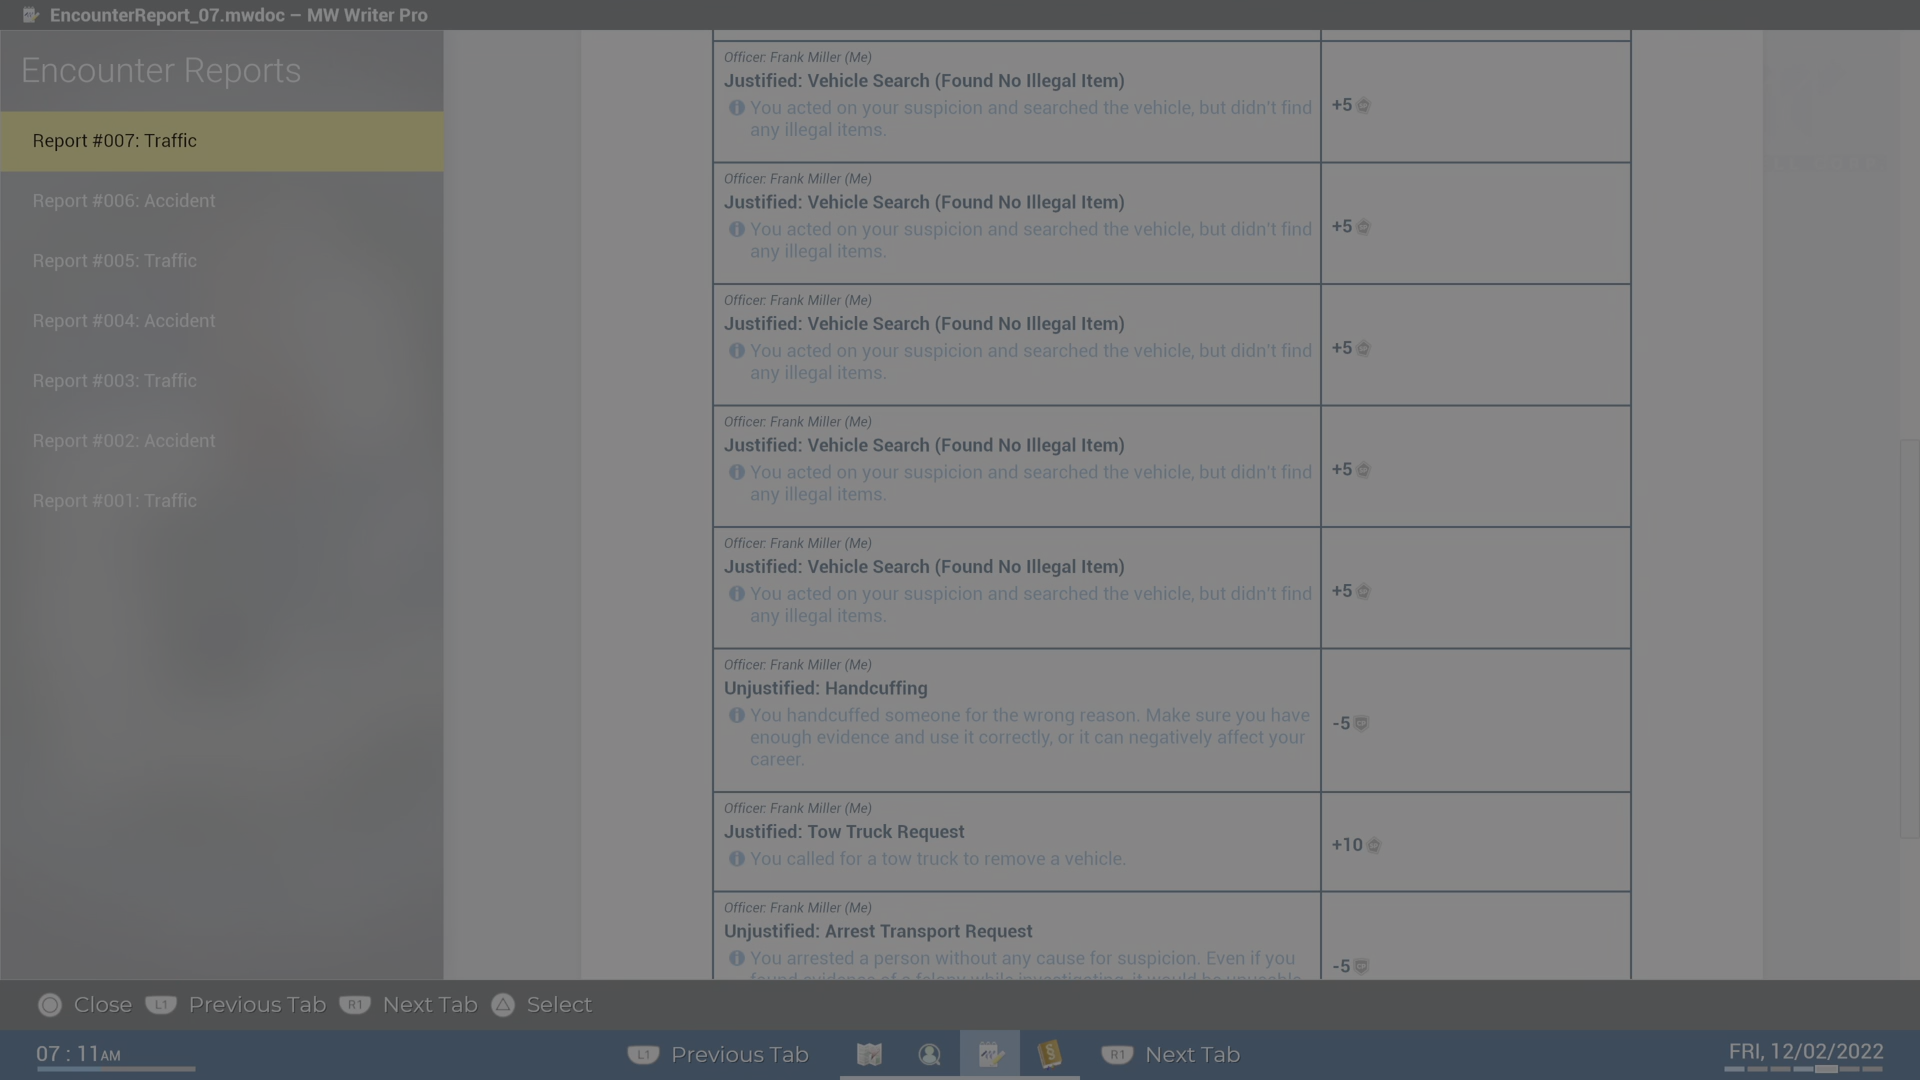 EncounterReport_07.mwdoc – MW Writer Pro
Encounter Reports
Report #007: Traffic
Report #006: Accident
Report #005: Traffic
Report #004: Accident
Report #003: Traffic
Report #002: Accident
Report #001: Traffic
Officer: Frank Miller (Me)
Justified: Vehicle Search (Found No Illegal Item)
You acted on your suspicion and searched the vehicle, but didn't find
any illegal items.
+5
Officer: Frank Miller (Me)
Justified: Vehicle Search (Found No Illegal Item)
You acted on your suspicion and searched the vehicle, but didn't find
any illegal items.
+5
Officer: Frank Miller (Me)
Justified: Vehicle Search (Found No Illegal Item)
You acted on your suspicion and searched the vehicle, but didn't find
any illegal items.
+5
Officer: Frank Miller (Me)
Justified: Vehicle Search (Found No Illegal Item)
You acted on your suspicion and searched the vehicle, but didn't find
any illegal items.
+5
Officer: Frank Miller (Me)
Justified: Vehicle Search (Found No Illegal Item)
You acted on your suspicion and searched the vehicle, but didn't find
any illegal items.
+5
Officer: Frank Miller (Me)
Unjustified: Handcuffing
You handcuffed someone for the wrong reason. Make sure you have
enough evidence and use it correctly, or it can negatively affect your
career.
-5
Officer: Frank Miller (Me)
Justified: Tow Truck Request
You called for a tow truck to remove a vehicle.
+10
Officer: Frank Miller (Me)
Unjustified: Arrest Transport Request
You arrested a person without any cause for suspicion. Even if you
found evidence of a felony while investigating, it would be unusable
-5
Close L1 Previous Tab R1 Next Tab Select
07 : 11 AM
L1 Previous Tab R1 Next Tab
FRI, 12/02/2022